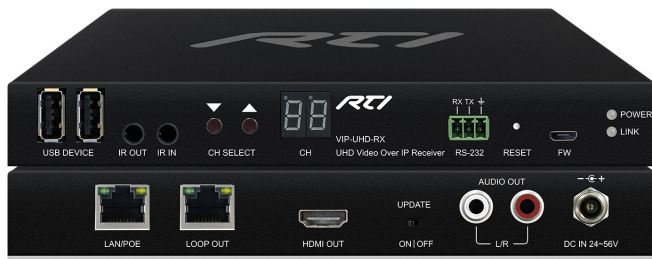 RTI
RX TX
POWER
LINK
88
RTI
VIP-UHD-RX
USB DEVICE IR OUT IR IN CH SELECT CH UHD Video Over IP Receiver RS-232 RESET FW
AUDIO OUT
- +
UPDATE
LAN/POE LOOP OUT HDMI OUT ON|OFF L/R DC IN 24~56V